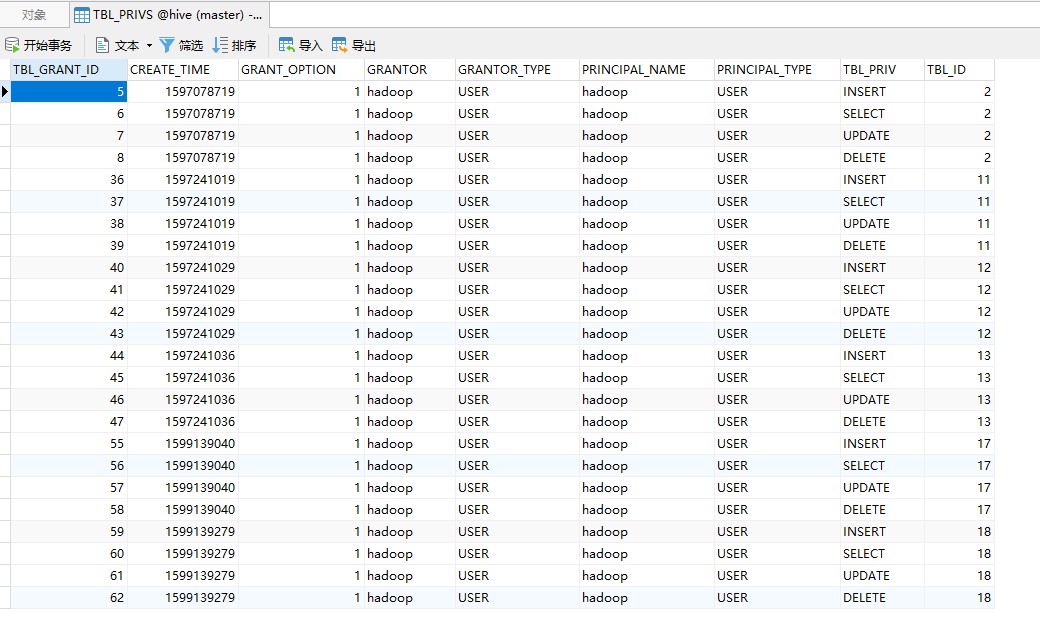 对象 TBL_PRIVS @hive (master) -...
开始事务 文本 筛选 排序 导入 导出
TBL_GRANT_ID CREATE_TIME GRANT_OPTION GRANTOR GRANTOR_TYPE PRINCIPAL_NAME PRINCIPAL_TYPE TBL_PRIV TBL_ID
5 1597078719 1 hadoop USER hadoop USER INSERT 2
6 1597078719 1 hadoop USER hadoop USER SELECT 2
7 1597078719 1 hadoop USER hadoop USER UPDATE 2
8 1597078719 1 hadoop USER hadoop USER DELETE 2
36 1597241019 1 hadoop USER hadoop USER INSERT 11
37 1597241019 1 hadoop USER hadoop USER SELECT 11
38 1597241019 1 hadoop USER hadoop USER UPDATE 11
39 1597241019 1 hadoop USER hadoop USER DELETE 11
40 1597241029 1 hadoop USER hadoop USER INSERT 12
41 1597241029 1 hadoop USER hadoop USER SELECT 12
42 1597241029 1 hadoop USER hadoop USER UPDATE 12
43 1597241029 1 hadoop USER hadoop USER DELETE 12
44 1597241036 1 hadoop USER hadoop USER INSERT 13
45 1597241036 1 hadoop USER hadoop USER SELECT 13
46 1597241036 1 hadoop USER hadoop USER UPDATE 13
47 1597241036 1 hadoop USER hadoop USER DELETE 13
55 1599139040 1 hadoop USER hadoop USER INSERT 17
56 1599139040 1 hadoop USER hadoop USER SELECT 17
57 1599139040 1 hadoop USER hadoop USER UPDATE 17
58 1599139040 1 hadoop USER hadoop USER DELETE 17
59 1599139279 1 hadoop USER hadoop USER INSERT 18
60 1599139279 1 hadoop USER hadoop USER SELECT 18
61 1599139279 1 hadoop USER hadoop USER UPDATE 18
62 1599139279 1 hadoop USER hadoop USER DELETE 18